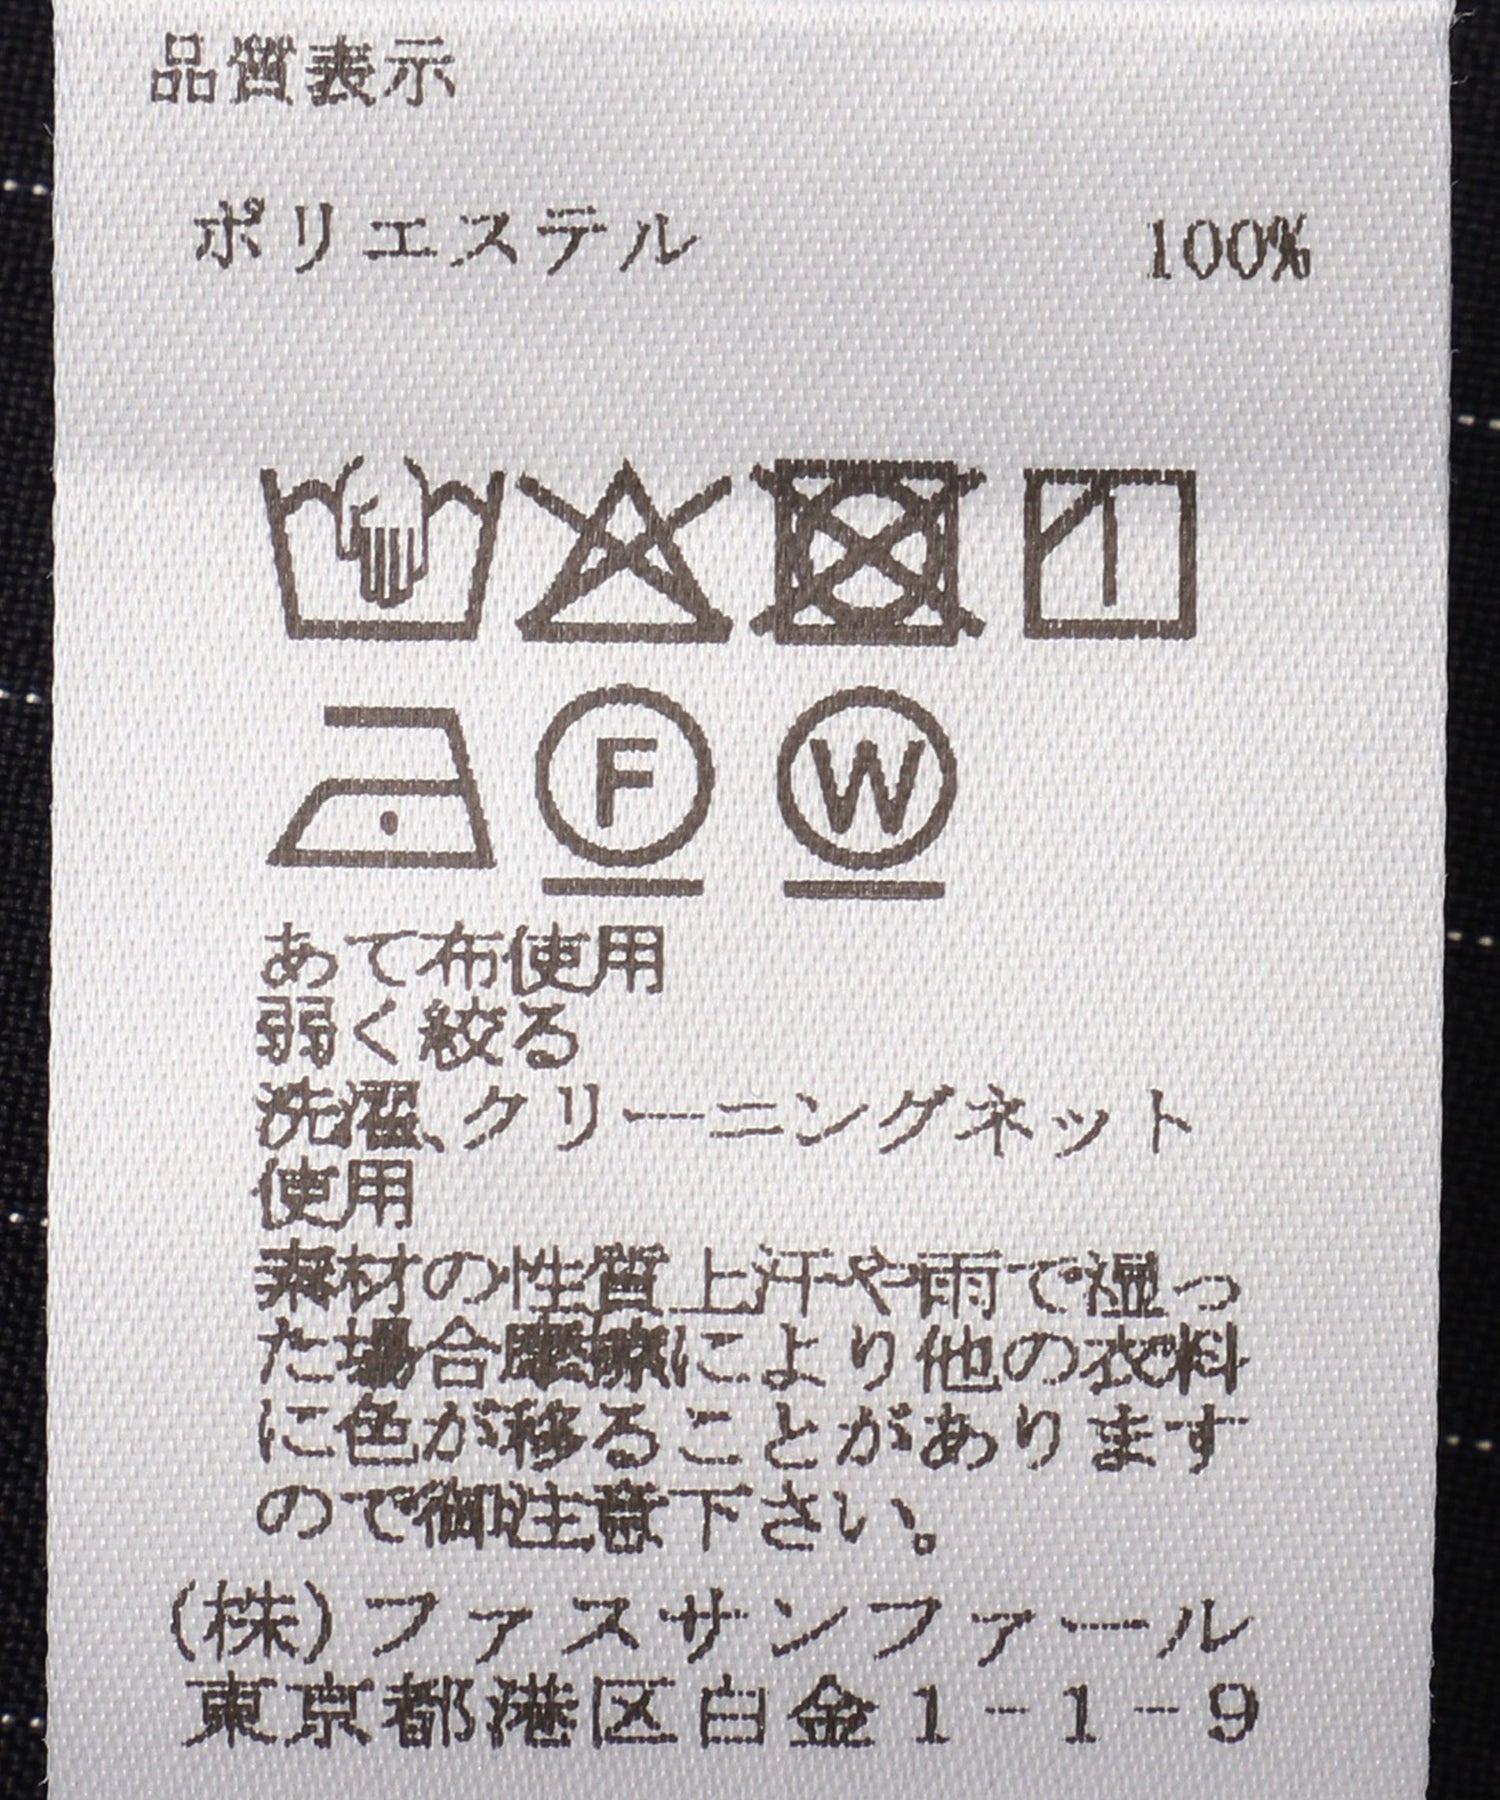 品質表示
ポリエステル 100%
F W
あて布使用
弱く絞る
洗濯、クリーニングネット
使用
素材の性質上汗や雨で湿っ
た場合摩擦により他の衣料
に色が移ることがあります
ので御注意下さい。
(株)ファスサンファール
東京都港区白金1-1-9